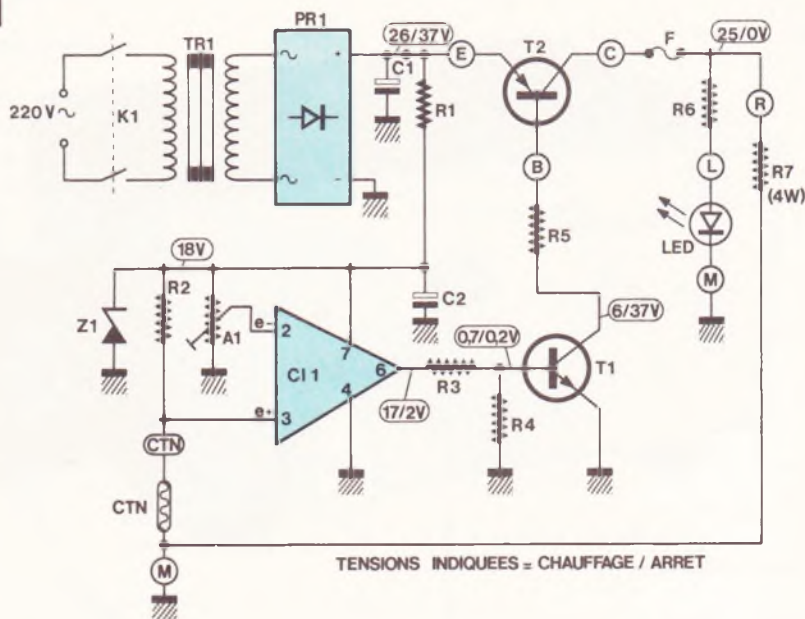 PR1
26/37V
T2
25/0V
TR1
E
C
F
C1
220V~
K1
R1
R6
R
B
L
R7
(4W)
R5
LED
18V
R2
C2
M
Z1
A1
e-
2
7
6/37V
0,7/0,2V
CI 1
6
T1
R3
4
17/2V
R4
e+
3
CTN
CTN
M
TENSIONS INDIQUEES = CHAUFFAGE / ARRET